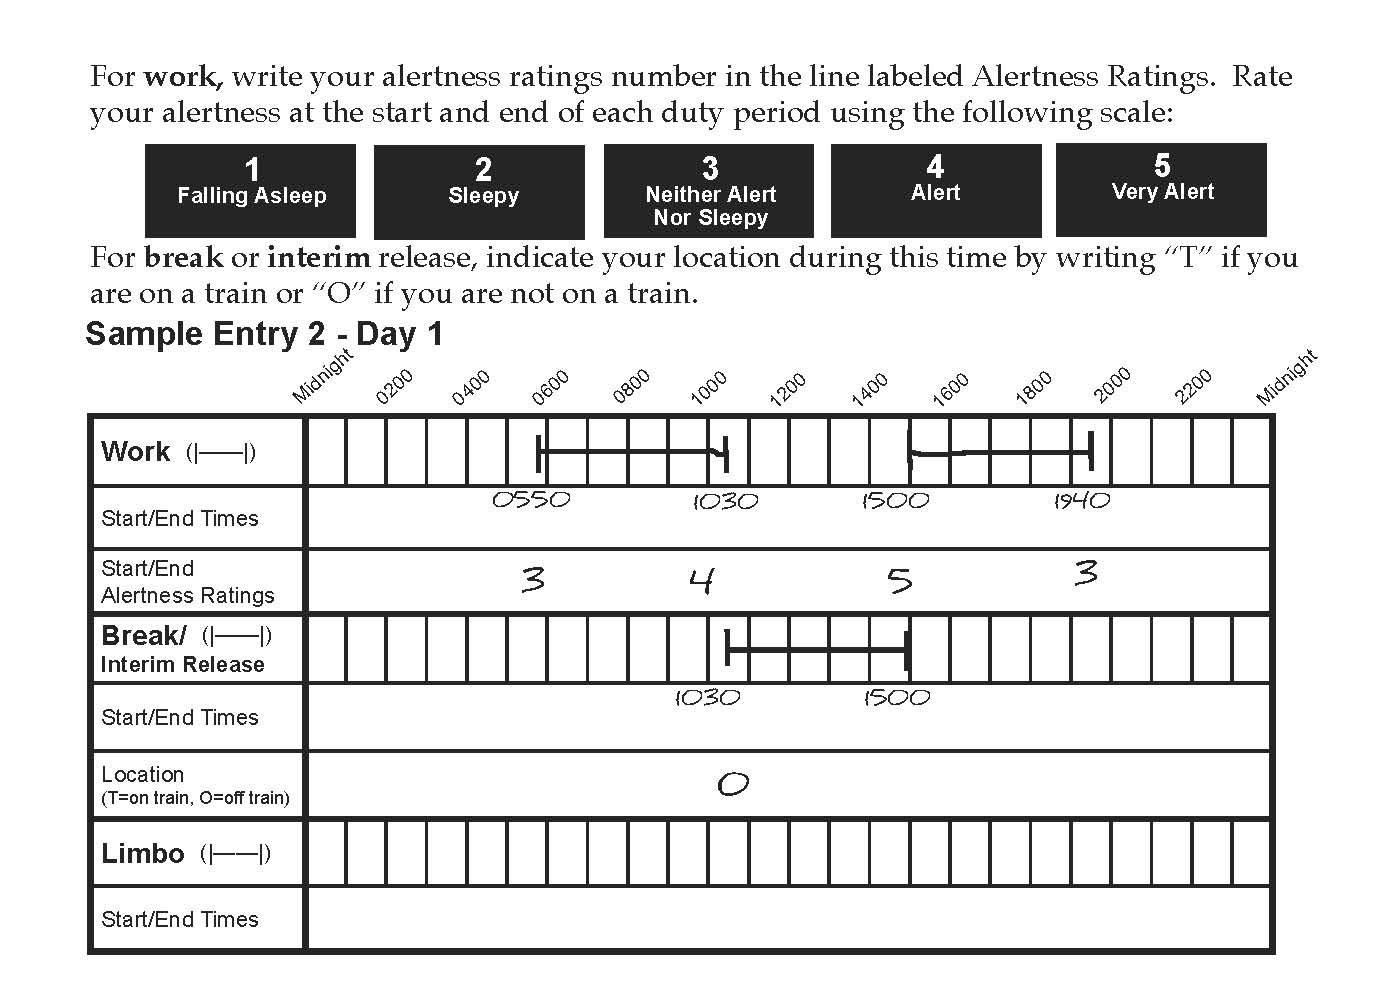 For work, write your alertness ratings number in the line labeled Alertness Ratings.  Rate
your alertness at the start and end of each duty period using the following scale:
1 2 3 4 5
Falling Asleep Sleepy Neither Alert Alert Very Alert
Nor Sleepy
For break or interim release, indicate your location during this time by writing “T” if you
are on a train or “O” if you are not on a train.
Sample Entry 2 - Day 1
Midnight 0200 0400 0600 0800 1000 1200 1400 1600 1800 2000 2200 Midnight
Work (|——|)
Start/End Times 0550 1030 1500 1940
Start/End
Alertness Ratings 3 4 5 3
Break/ (|——|)
Interim Release
Start/End Times 1030 1500
Location
(T=on train, O=off train) O
Limbo (|——|)
Start/End Times